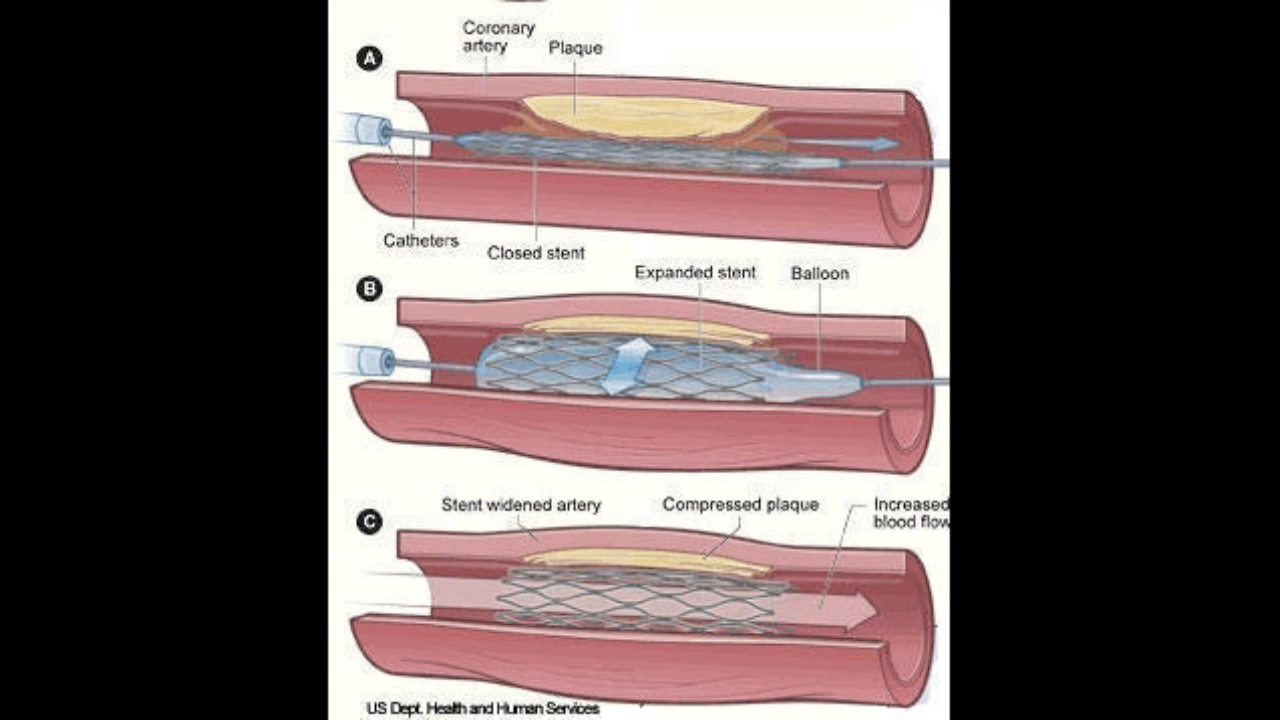 A
Coronary
artery
Plaque
Catheters
Closed stent
B
Expanded stent
Balloon
C
Stent widened artery
Compressed plaque
Increased
blood flow
US Dept. Health and Human Services